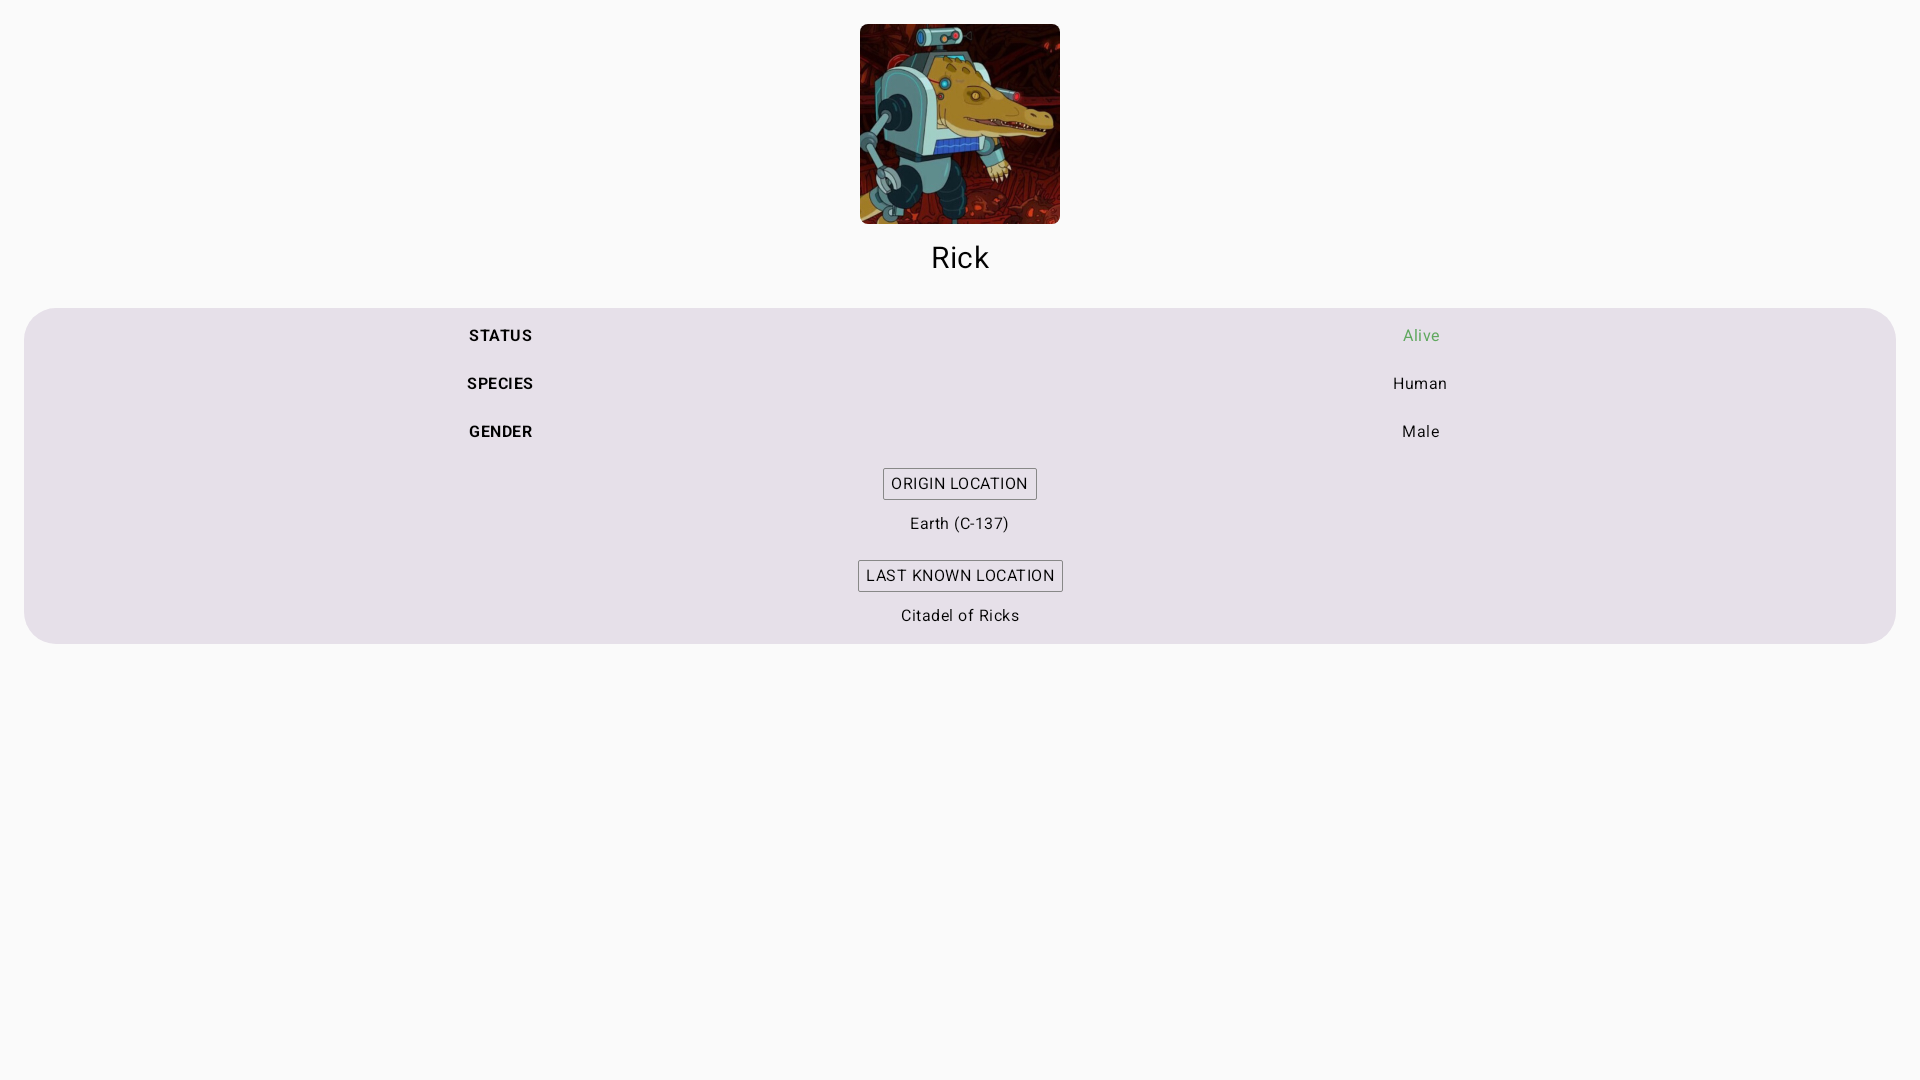 Rick
STATUS Alive
SPECIES Human
GENDER Male
ORIGIN LOCATION
Earth (C-137)
LAST KNOWN LOCATION
Citadel of Ricks